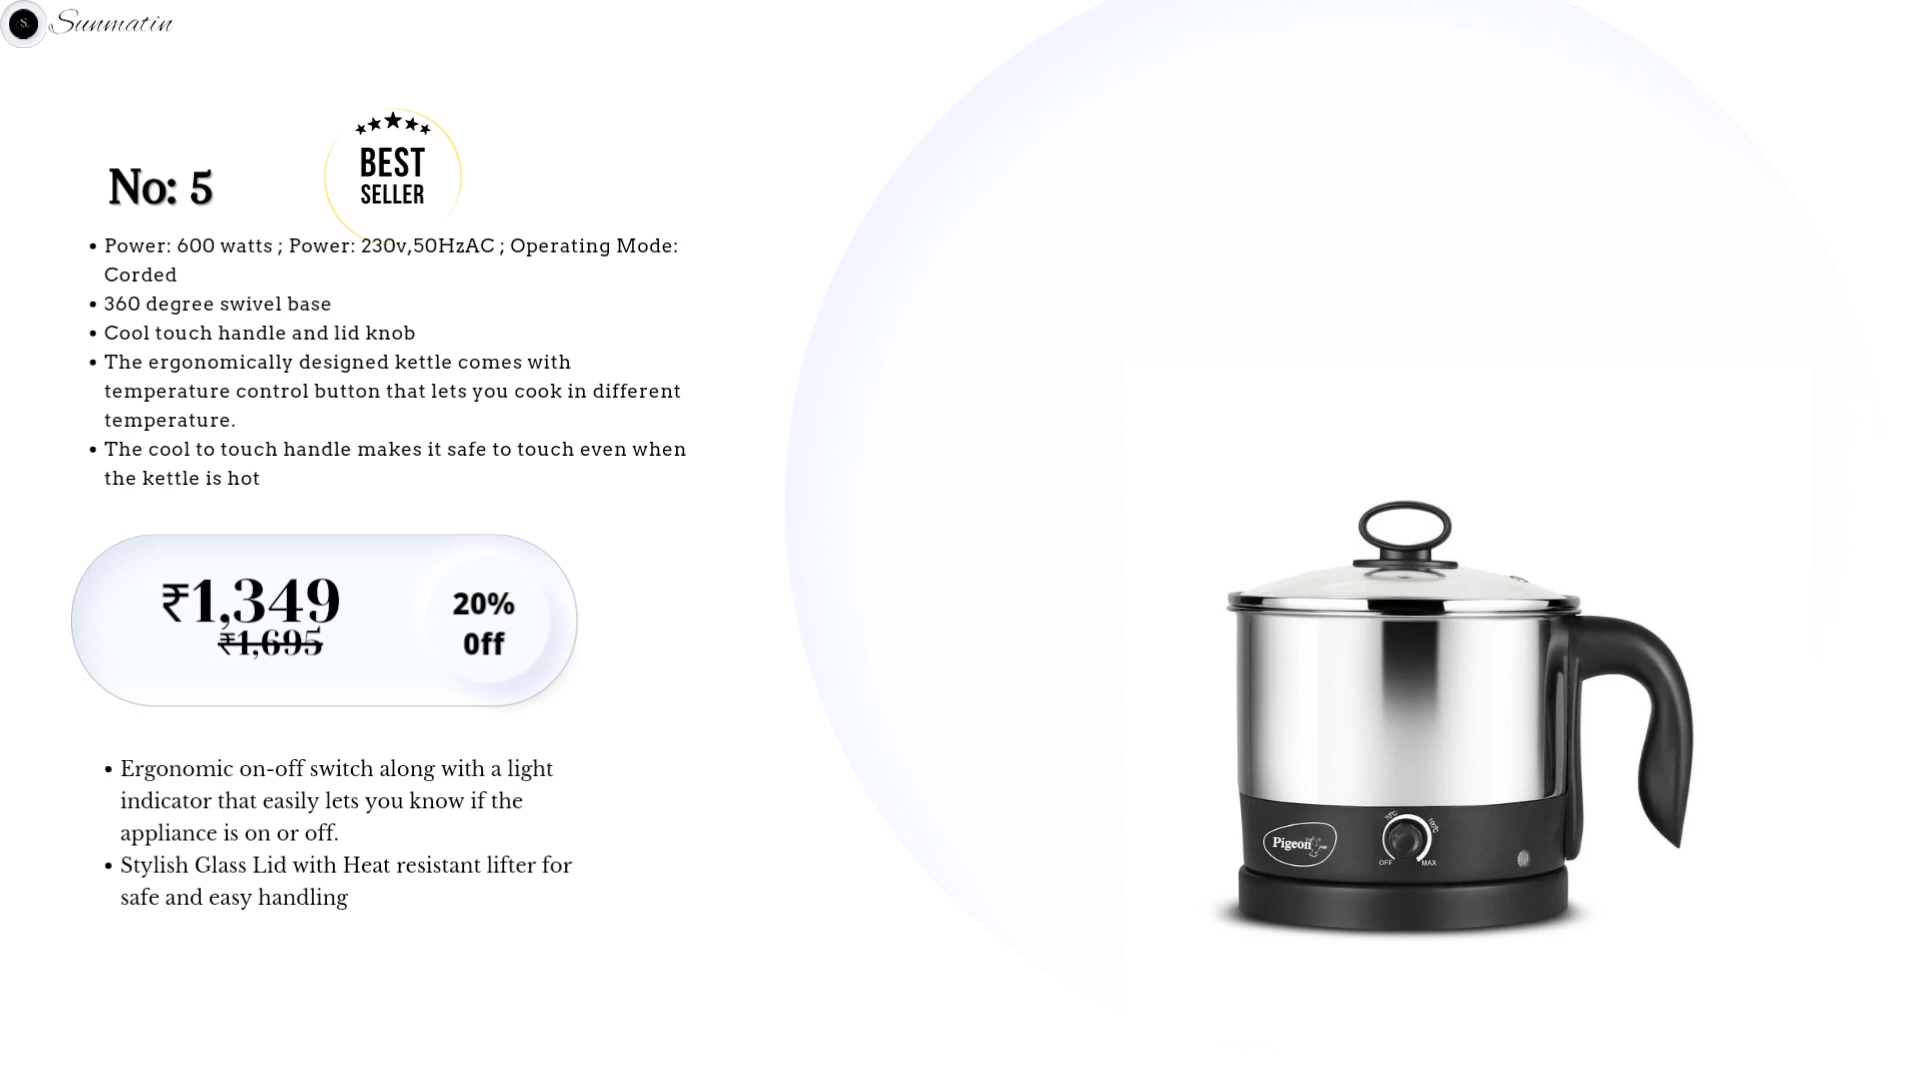 S.
Sunmatin
BEST
SELLER
No: 5
• Power: 600 watts ; Power: 230v,50HzAC ; Operating Mode:
Corded
• 360 degree swivel base
• Cool touch handle and lid knob
• The ergonomically designed kettle comes with
temperature control button that lets you cook in different
temperature.
• The cool to touch handle makes it safe to touch even when
the kettle is hot
₹1,349
₹1,695
20%
Off
• Ergonomic on-off switch along with a light
indicator that easily lets you know if the
appliance is on or off.
• Stylish Glass Lid with Heat resistant lifter for
safe and easy handling
Pigeon
70°C
100°C
OFF
MAX